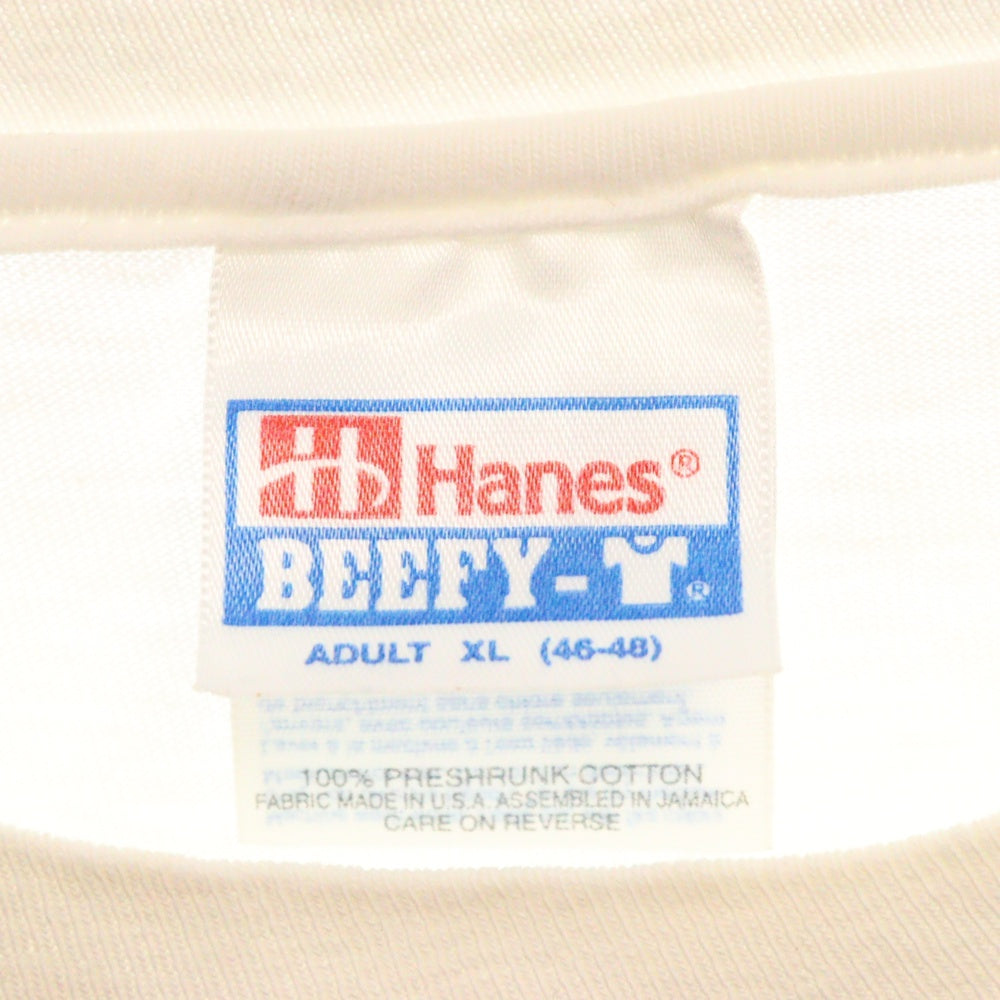 Hanes®
BEEFY-T®
ADULT XL (46-48)
100% PRESHRUNK COTTON
FABRIC MADE IN U.S.A. ASSEMBLED IN JAMAICA
CARE ON REVERSE